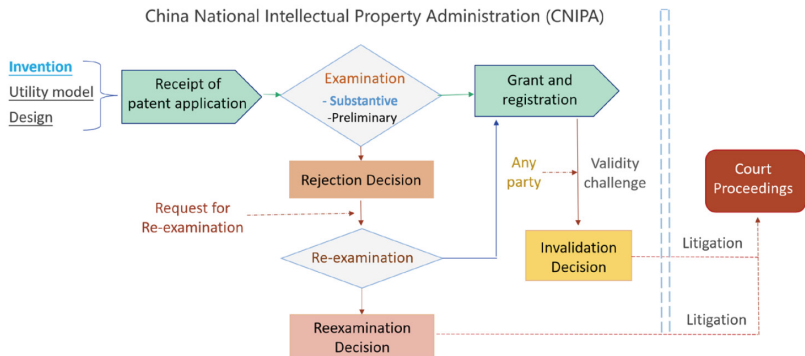 China National Intellectual Property Administration (CNIPA)
Invention
Utility model
Design
Receipt of
patent application
Examination
- Substantive
-Preliminary
Grant and
registration
Rejection Decision
Any
party
Validity
challenge
Court
Proceedings
Request for
Re-examination
Re-examination
Invalidation
Decision
Litigation
Reexamination
Decision
Litigation